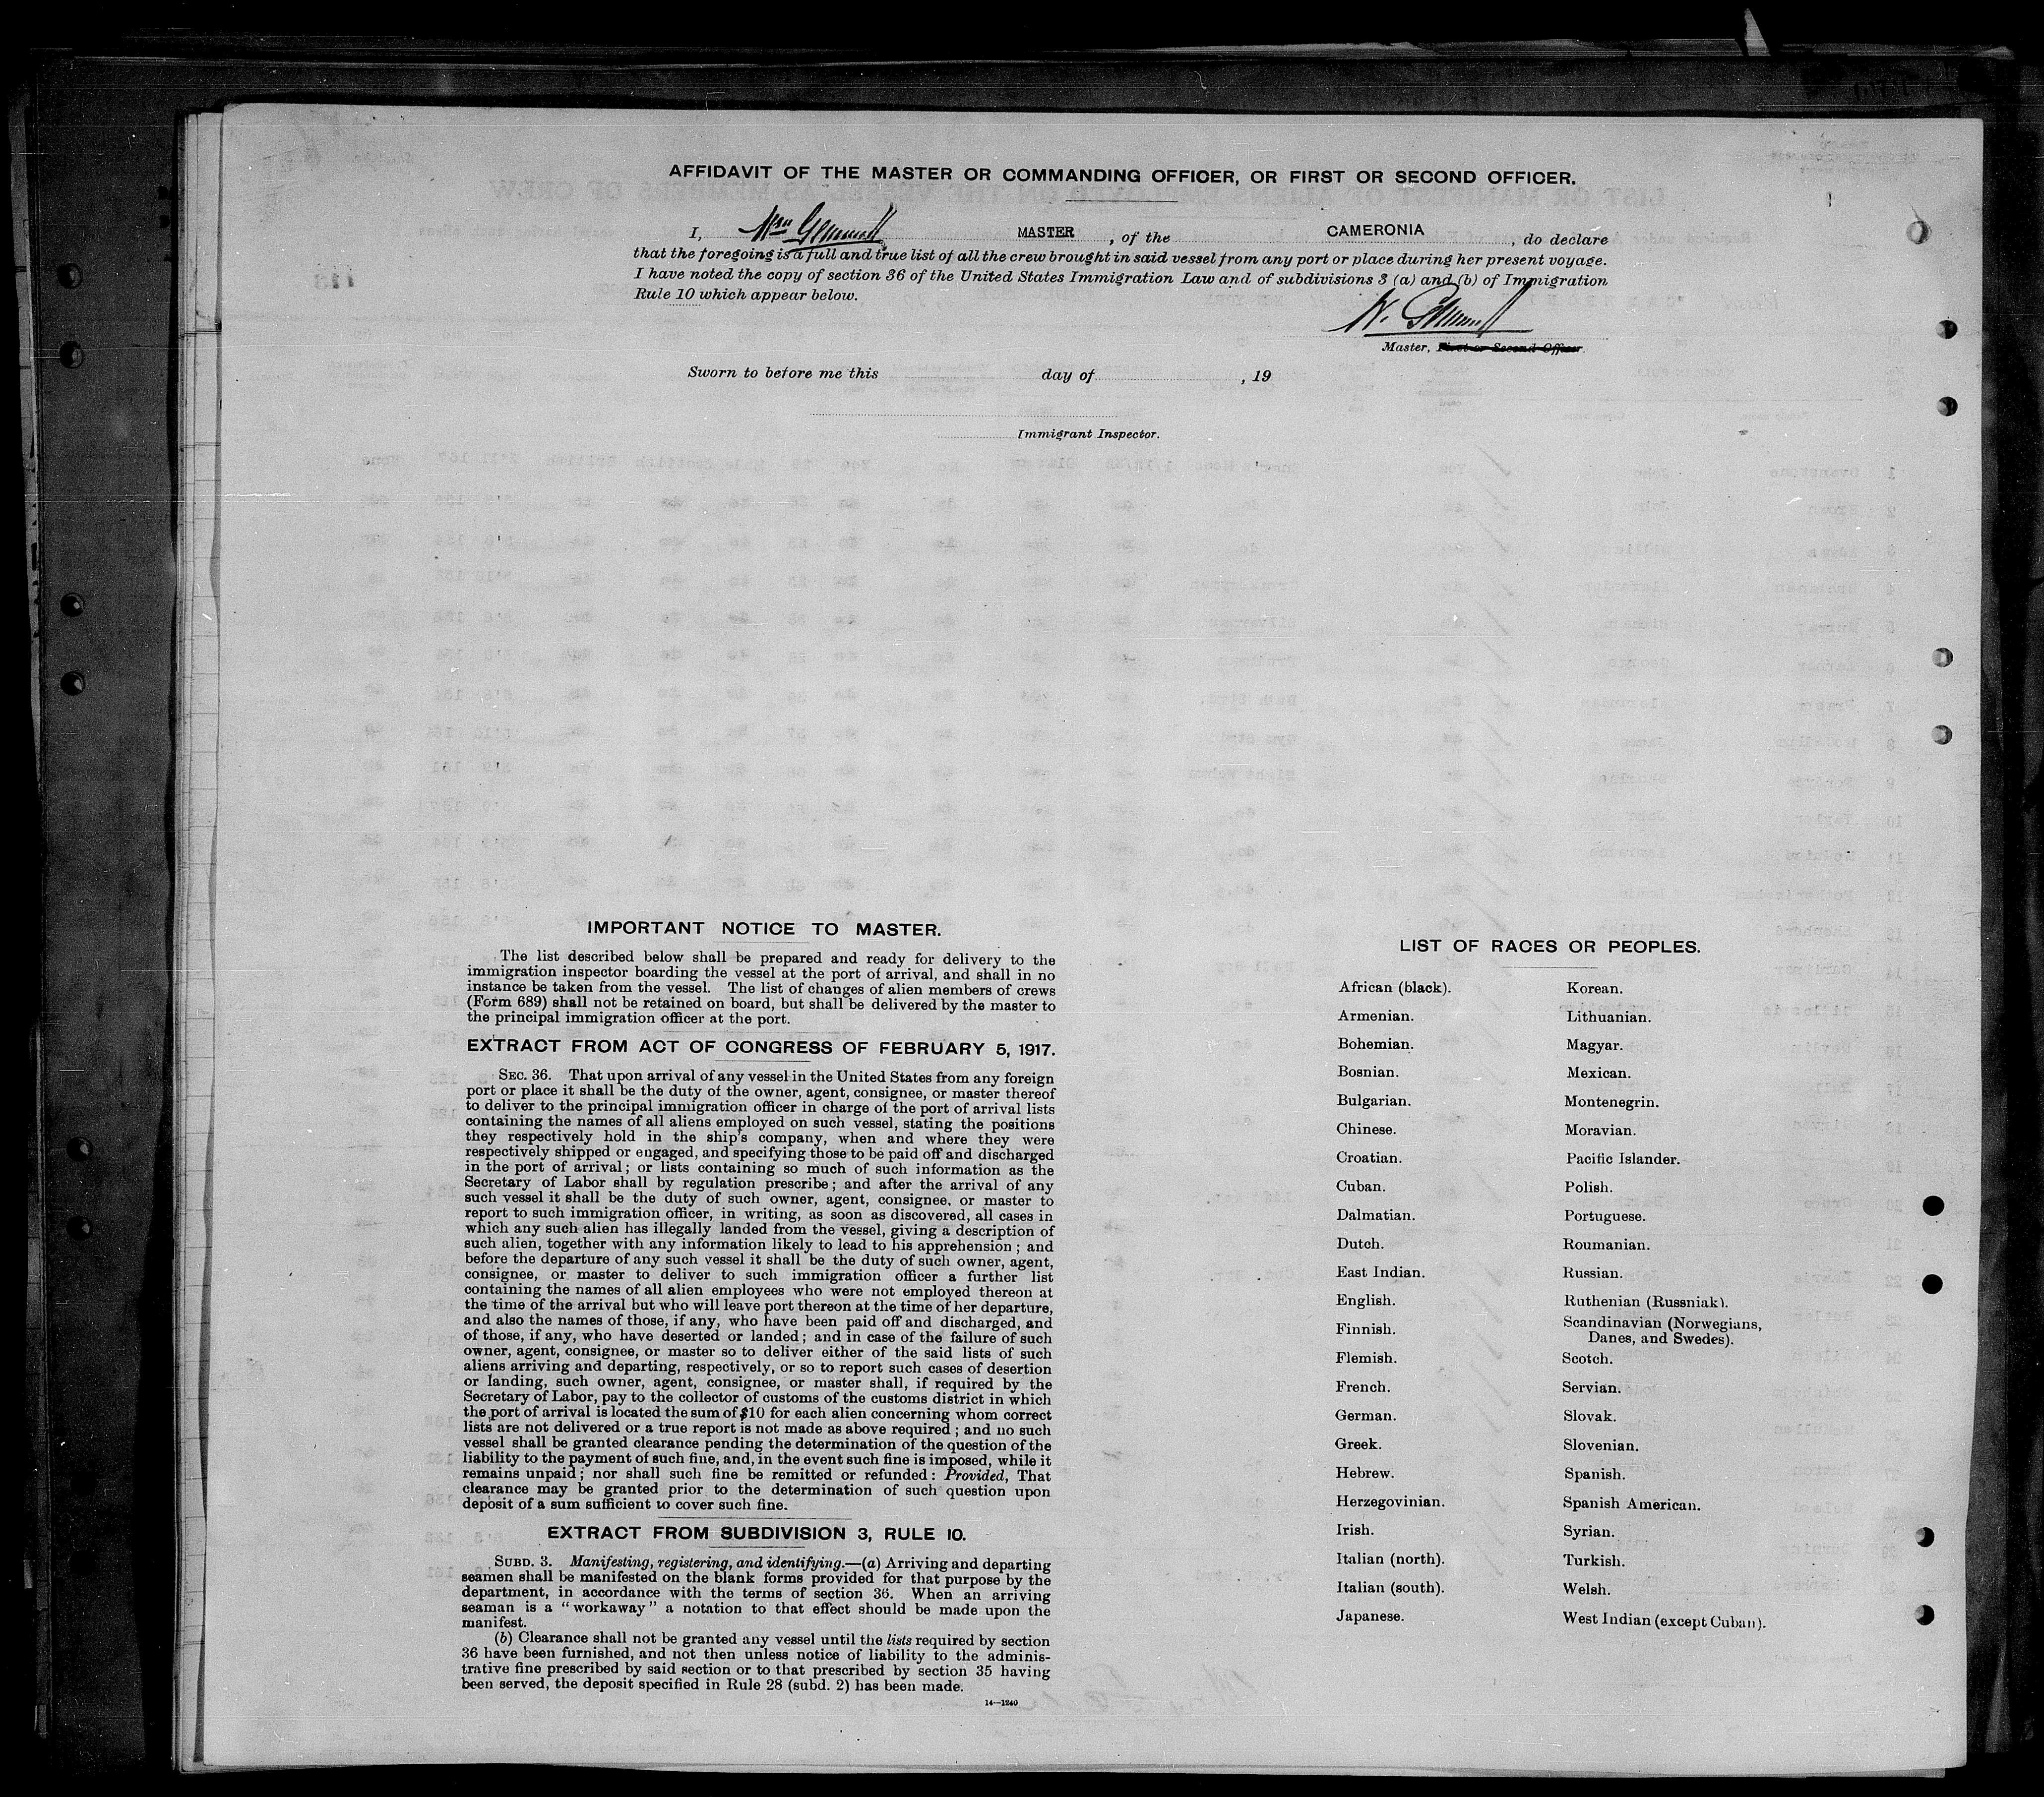 AFFIDAVIT OF THE MASTER OR COMMANDING OFFICER, OR FIRST OR SECOND OFFICER.
I, Wm Gemmell MASTER, of the CAMERONIA, do declare
that the foregoing is a full and true list of all the crew brought in said vessel from any port or place during her present voyage.
I have noted the copy of section 36 of the United States Immigration Law and of subdivisions 3 (a) and (b) of Immigration
Rule 10 which appear below.
W. Gemmell
Master, First or Second Officer.
Sworn to before me this day of , 19
Immigrant Inspector.
IMPORTANT NOTICE TO MASTER.
The list described below shall be prepared and ready for delivery to the
immigration inspector boarding the vessel at the port of arrival, and shall in no
instance be taken from the vessel. The list of changes of alien members of crews
(Form 689) shall not be retained on board, but shall be delivered by the master to
the principal immigration officer at the port.
EXTRACT FROM ACT OF CONGRESS OF FEBRUARY 5, 1917.
SEC. 36. That upon arrival of any vessel in the United States from any foreign
port or place it shall be the duty of the owner, agent, consignee, or master thereof
to deliver to the principal immigration officer in charge of the port of arrival lists
containing the names of all aliens employed on such vessel, stating the positions
they respectively hold in the ship's company, when and where they were
respectively shipped or engaged, and specifying those to be paid off and discharged
in the port of arrival; or lists containing so much of such information as the
Secretary of Labor shall by regulation prescribe; and after the arrival of any
such vessel it shall be the duty of such owner, agent, consignee, or master to
report to such immigration officer, in writing, as soon as discovered, all cases in
which any such alien has illegally landed from the vessel, giving a description of
such alien, together with any information likely to lead to his apprehension; and
before the departure of any such vessel it shall be the duty of such owner, agent,
consignee, or master to deliver to such immigration officer a further list
containing the names of all alien employees who were not employed thereon at
the time of the arrival but who will leave port thereon at the time of her departure,
and also the names of those, if any, who have been paid off and discharged, and
of those, if any, who have deserted or landed; and in case of the failure of such
owner, agent, consignee, or master so to deliver either of the said lists of such
aliens arriving and departing, respectively, or so to report such cases of desertion
or landing, such owner, agent, consignee, or master shall, if required by the
Secretary of Labor, pay to the collector of customs of the customs district in which
the port of arrival is located the sum of $10 for each alien concerning whom correct
lists are not delivered or a true report is not made as above required; and no such
vessel shall be granted clearance pending the determination of the question of the
liability to the payment of such fine, and, in the event such fine is imposed, while it
remains unpaid; nor shall such fine be remitted or refunded: Provided, That
clearance may be granted prior to the determination of such question upon
deposit of a sum sufficient to cover such fine.
EXTRACT FROM SUBDIVISION 3, RULE 10.
SUBD. 3. Manifesting, registering, and identifying.—(a) Arriving and departing
seamen shall be manifested on the blank forms provided for that purpose by the
department, in accordance with the terms of section 36. When an arriving
seaman is a "workaway" a notation to that effect should be made upon the
manifest.
(b) Clearance shall not be granted any vessel until the lists required by section
36 have been furnished, and not then unless notice of liability to the adminis-
trative fine prescribed by said section or to that prescribed by section 35 having
been served, the deposit specified in Rule 28 (subd. 2) has been made.
14—1240
LIST OF RACES OR PEOPLES.
African (black).
Armenian.
Bohemian.
Bosnian.
Bulgarian.
Chinese.
Croatian.
Cuban.
Dalmatian.
Dutch.
East Indian.
English.
Finnish.
Flemish.
French.
German.
Greek.
Hebrew.
Herzegovinian.
Irish.
Italian (north).
Italian (south).
Japanese.
Korean.
Lithuanian.
Magyar.
Mexican.
Montenegrin.
Moravian.
Pacific Islander.
Polish.
Portuguese.
Roumanian.
Russian.
Ruthenian (Russniak).
Scandinavian (Norwegians,
Danes, and Swedes).
Scotch.
Servian.
Slovak.
Slovenian.
Spanish.
Spanish American.
Syrian.
Turkish.
Welsh.
West Indian (except Cuban).